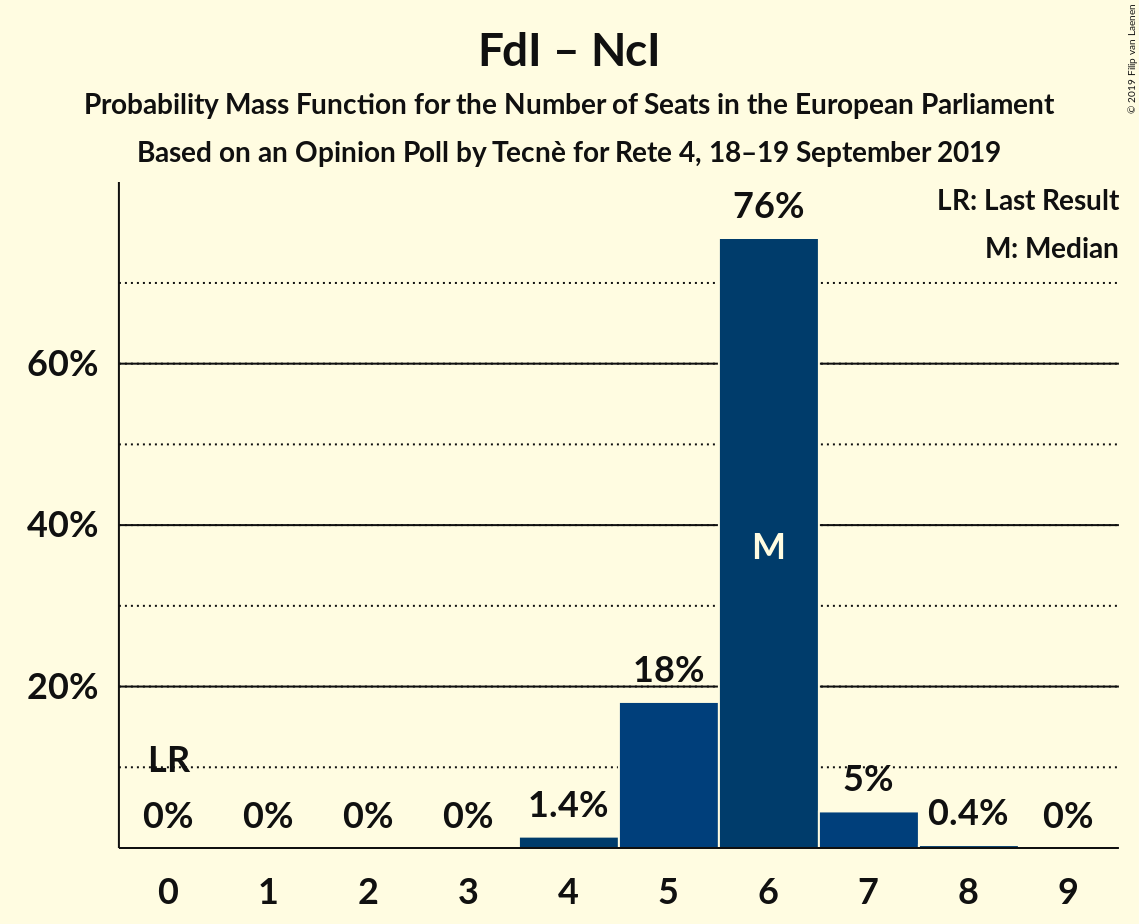 FdI – NcI
Probability Mass Function for the Number of Seats in the European Parliament
Based on an Opinion Poll by Tecnè for Rete 4, 18–19 September 2019
© 2019 Filip van Laenen
LR: Last Result
M: Median
60%
40%
20%
LR
0%
0%
0%
0%
1.4%
18%
76%
M
5%
0.4%
0%
0 1 2 3 4 5 6 7 8 9